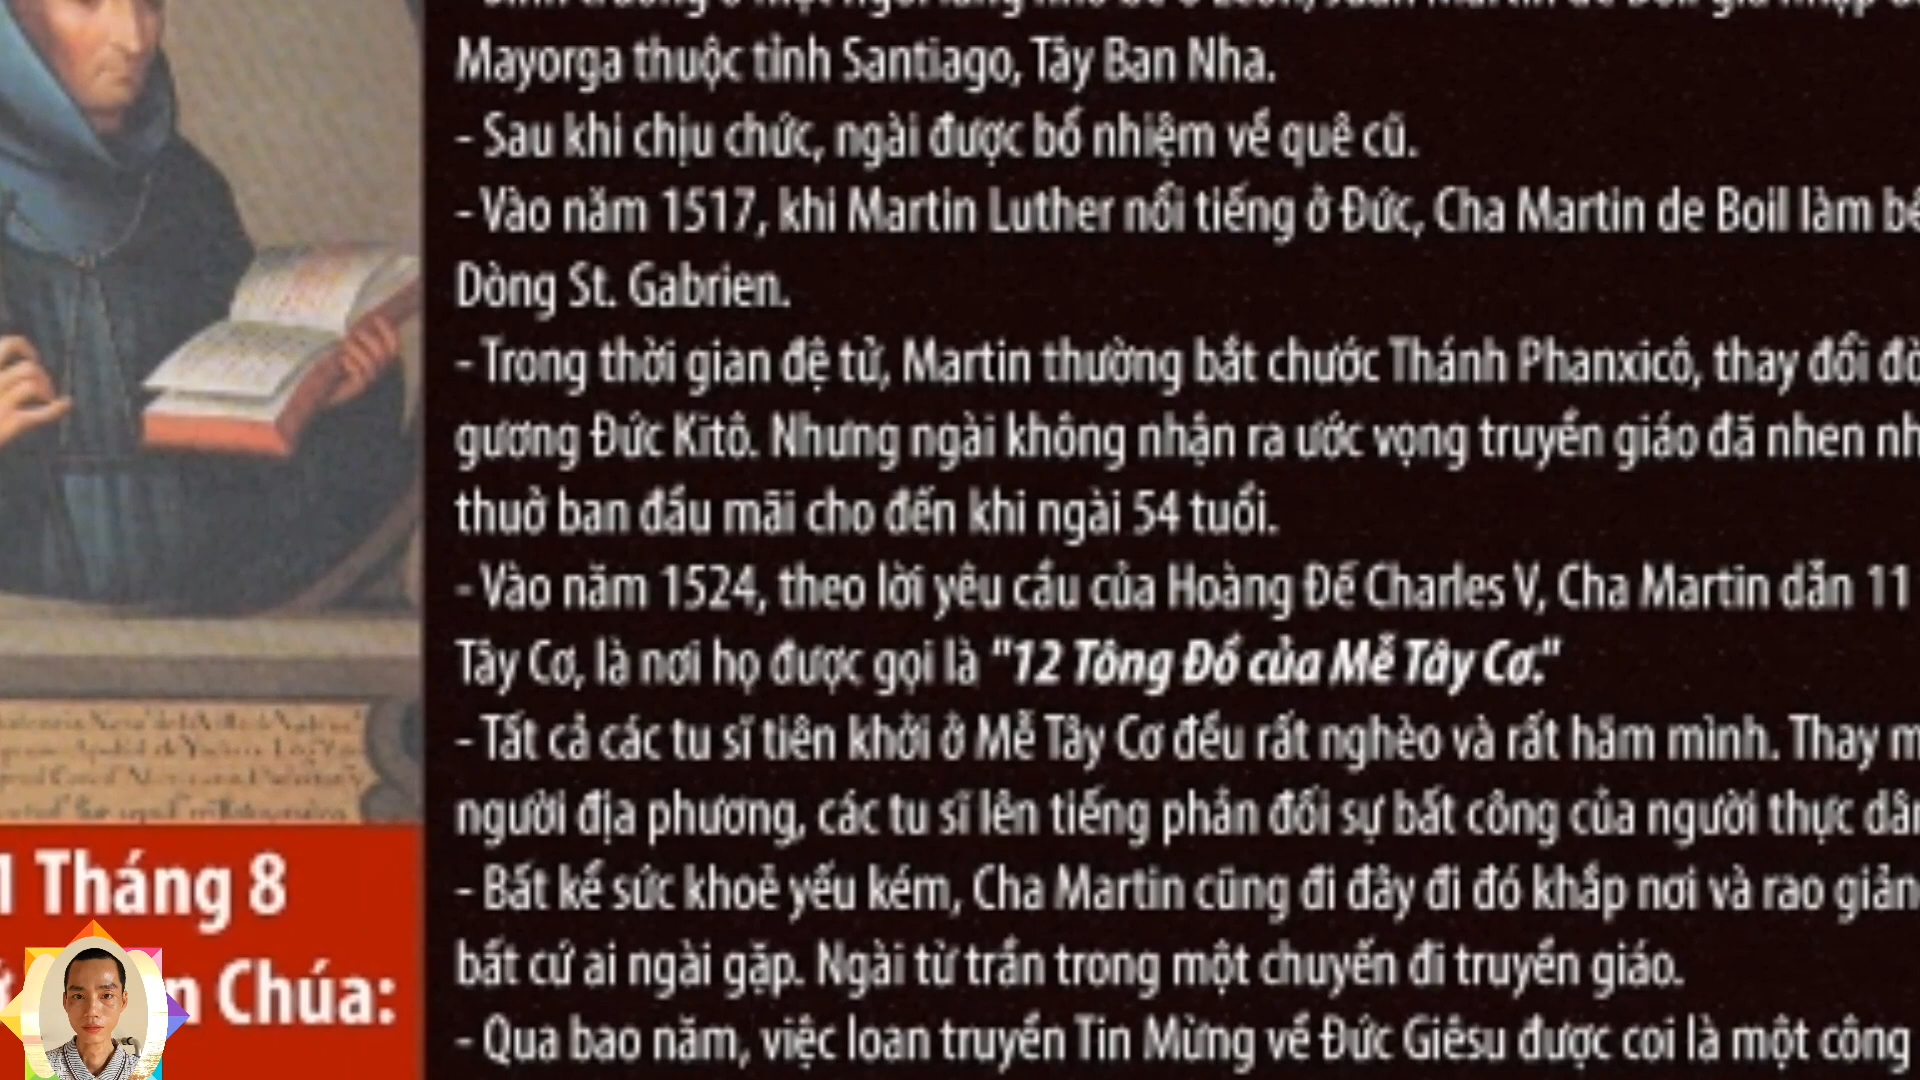 Mayorga thuộc tỉnh Santiago, Tây Ban Nha.
- Sau khi chịu chức, ngài được bổ nhiệm về quê cũ.
- Vào năm 1517, khi Martin Luther nổi tiếng ở Đức, Cha Martin de Boil làm
Dòng St. Gabrien.
- Trong thời gian đệ tử, Martin thường bắt chước Thánh Phanxicô, thay đổi
gương Đức Kitô. Nhưng ngài không nhận ra ước vọng truyền giáo đã nhen
thuở ban đầu mãi cho đến khi ngài 54 tuổi.
- Vào năm 1524, theo lời yêu cầu của Hoàng Đế Charles V, Cha Martin dẫn 11
Tây Cơ, là nơi họ được gọi là "12 Tông Đồ của Mễ Tây Cơ."
- Tất cả các tu sĩ tiên khởi ở Mễ Tây Cơ đều rất nghèo và rất hãm mình. Thay
người địa phương, các tu sĩ lên tiếng phản đối sự bất công của người thực
- Bất kể sức khoẻ yếu kém, Cha Martin cũng đi đây đi đó khắp nơi và rao giảng
bất cứ ai ngài gặp. Ngài từ trần trong một chuyến đi truyền giáo.
- Qua bao năm, việc loan truyền Tin Mừng về Đức Giêsu được coi là một công
1 Tháng 8
Chúa: